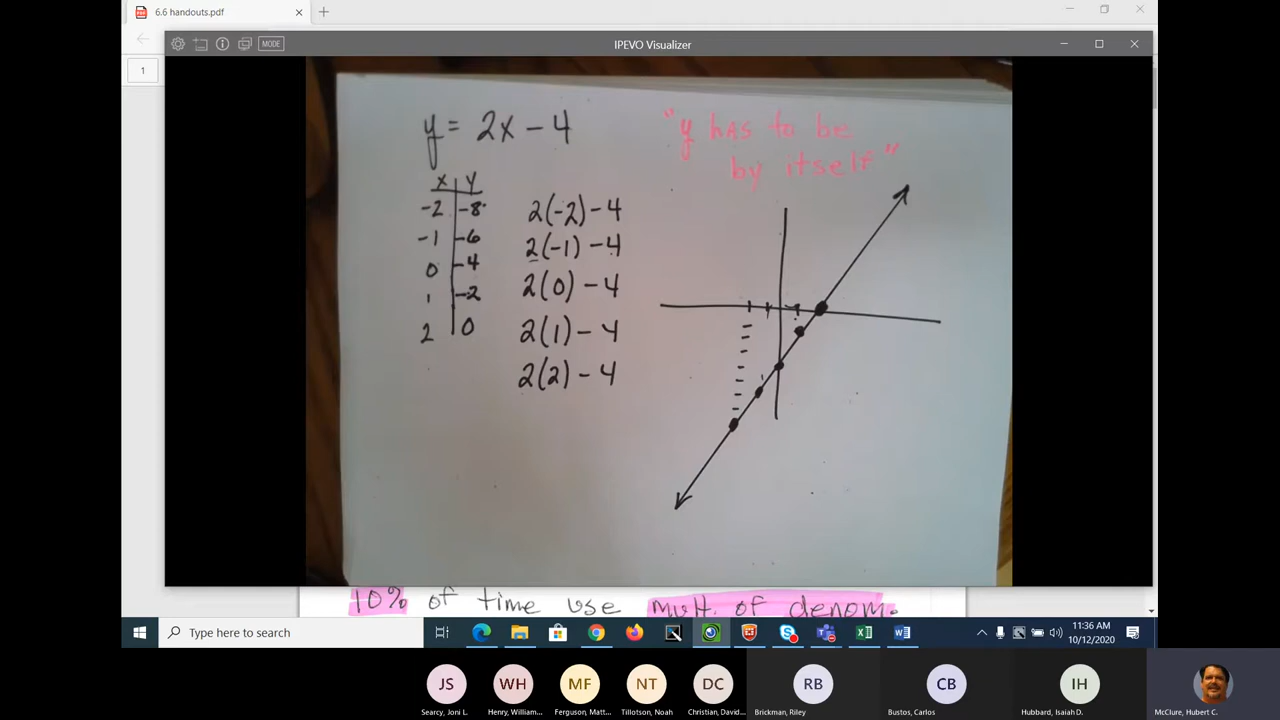 6.6 handouts.pdf
1
MODE
IPEVO Visualizer
y = 2x - 4
"y has to be
by itself"
x y
-2 -8
-1 -6
0 -4
1 -2
2 0
2(-2) - 4
2(-1) - 4
2(0) - 4
2(1) - 4
2(2) - 4
10% of time use mult. of denom.
Type here to search
11:36 AM
10/12/2020
JS WH MF NT DC RB CB IH
Searcy, Joni L. Henry, William... Ferguson, Matt... Tillotson, Noah Christian, David... Brickman, Riley Bustos, Carlos Hubbard, Isaiah D. McClure, Hubert C.